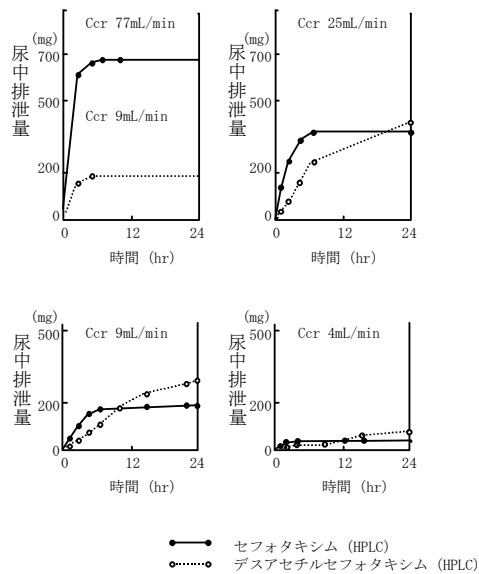 (mg)
Ccr 77mL/min
700
500
Ccr 9mL/min
200
0
尿中排泄量
0
12
24
時間 (hr)
(mg)
Ccr 25mL/min
700
500
200
0
尿中排泄量
0
12
24
時間 (hr)
(mg)
500
Ccr 9mL/min
200
0
尿中排泄量
0
12
24
時間 (hr)
(mg)
500
Ccr 4mL/min
200
0
尿中排泄量
0
12
24
時間 (hr)
セフォタキシム (HPLC)
デスアセチルセフォタキシム (HPLC)